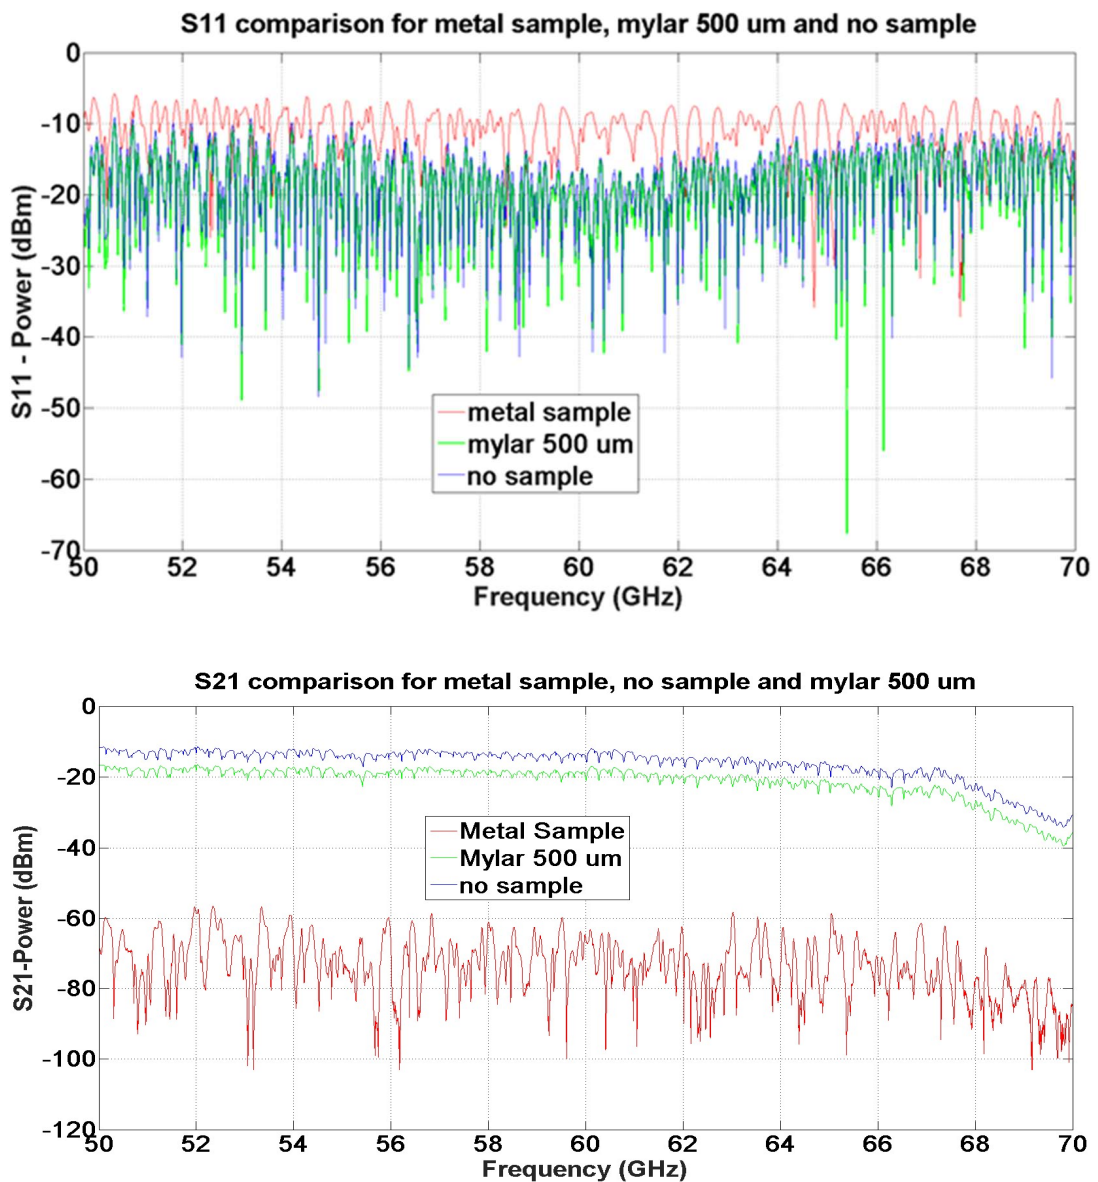 S11 comparison for metal sample, mylar 500 um and no sample
0
-10
-20
-30
-40
-50
-60
-70
S11 - Power (dBm)
metal sample
mylar 500 um
no sample
50 52 54 56 58 60 62 64 66 68 70
Frequency (GHz)
S21 comparison for metal sample, no sample and mylar 500 um
0
-20
-40
-60
-80
-100
-120
S21-Power (dBm)
Metal Sample
Mylar 500 um
no sample
50 52 54 56 58 60 62 64 66 68 70
Frequency (GHz)